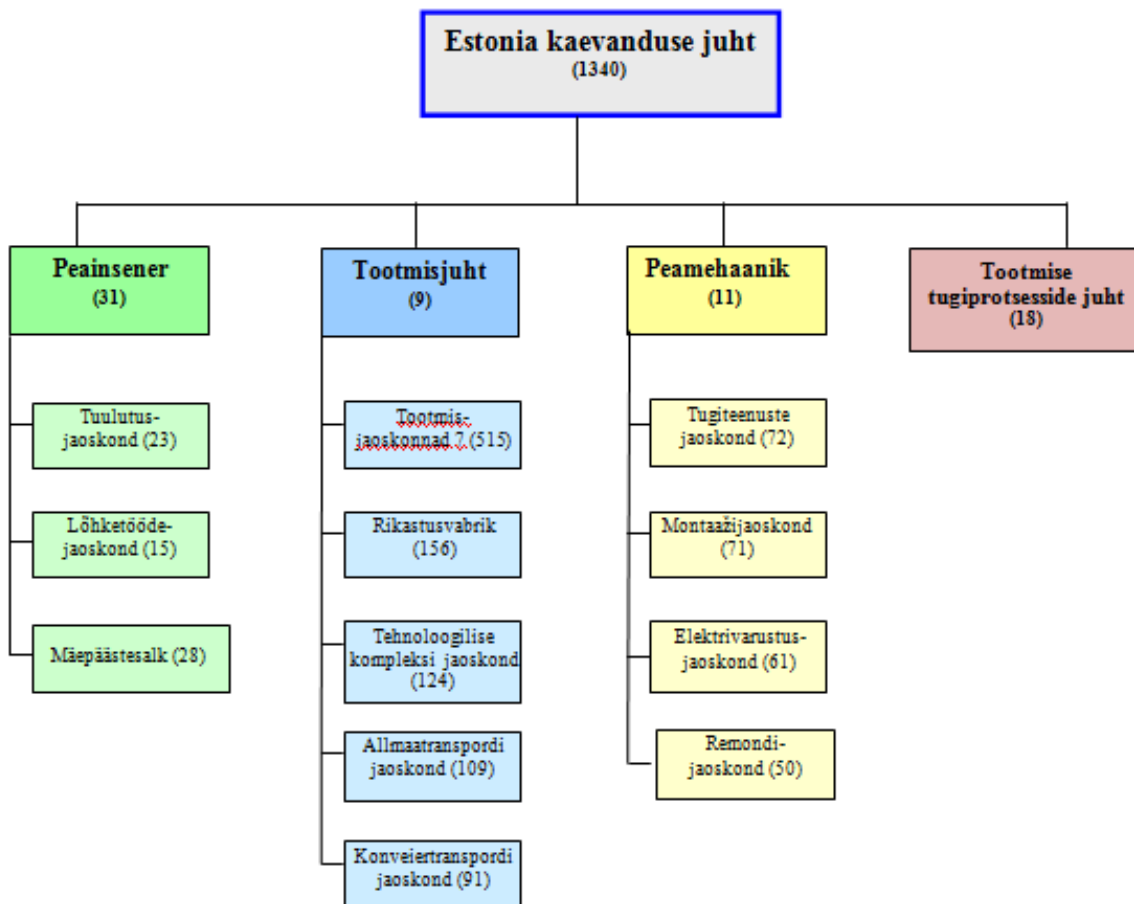 Estonia kaevanduse juht
(1340)
Peainsener
(31)
Tootmisjuht
(9)
Peamehaanik
(11)
Tootmise
tugiprotsesside juht
(18)
Tuulutus-
jaoskond (23)
Lõhketööde-
jaoskond (15)
Mäepäästesalk (28)
Tootmis-
jaoskonnad 7 (515)
Rikastusvabrik
(156)
Tehnoloogilise
kompleksi jaoskond
(124)
Allmaatranspordi
jaoskond (109)
Konveiertranspordi
jaoskond (91)
Tugiteenuste
jaoskond (72)
Montaažijaoskond
(71)
Elektrivarustus-
jaoskond (61)
Remondi-
jaoskond (50)